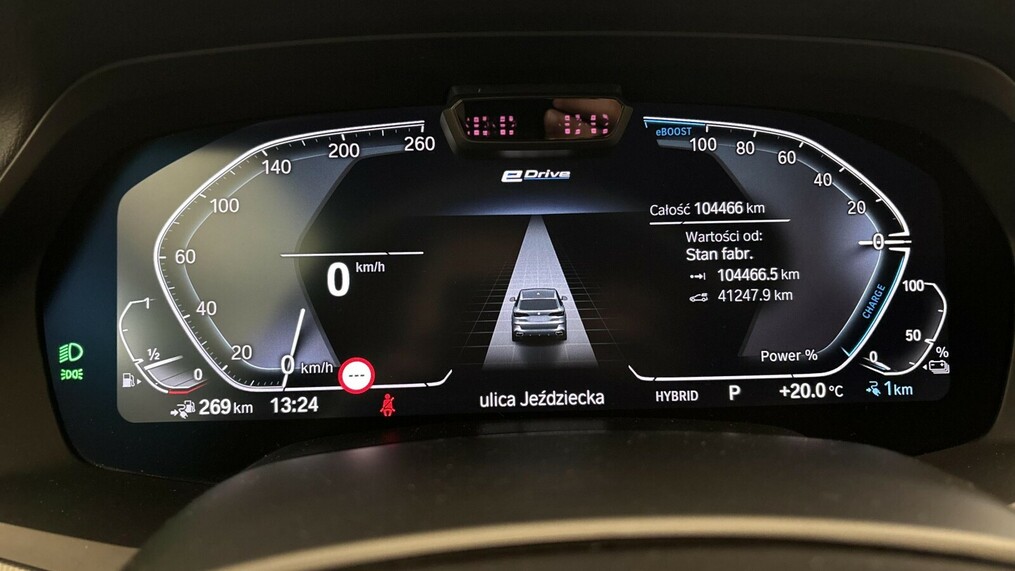 260
200
140
100
60
40
20
0 km/h
0 km/h
1
½
0
269 km
13:24
---
eDrive
ulica Jeździecka
eBOOST
100
80
60
40
20
0
CHARGE
Całość 104466 km
Wartości od:
Stan fabr.
104466.5 km
41247.9 km
Power %
100
50
0
%
HYBRID
P
+20.0 °C
1 km